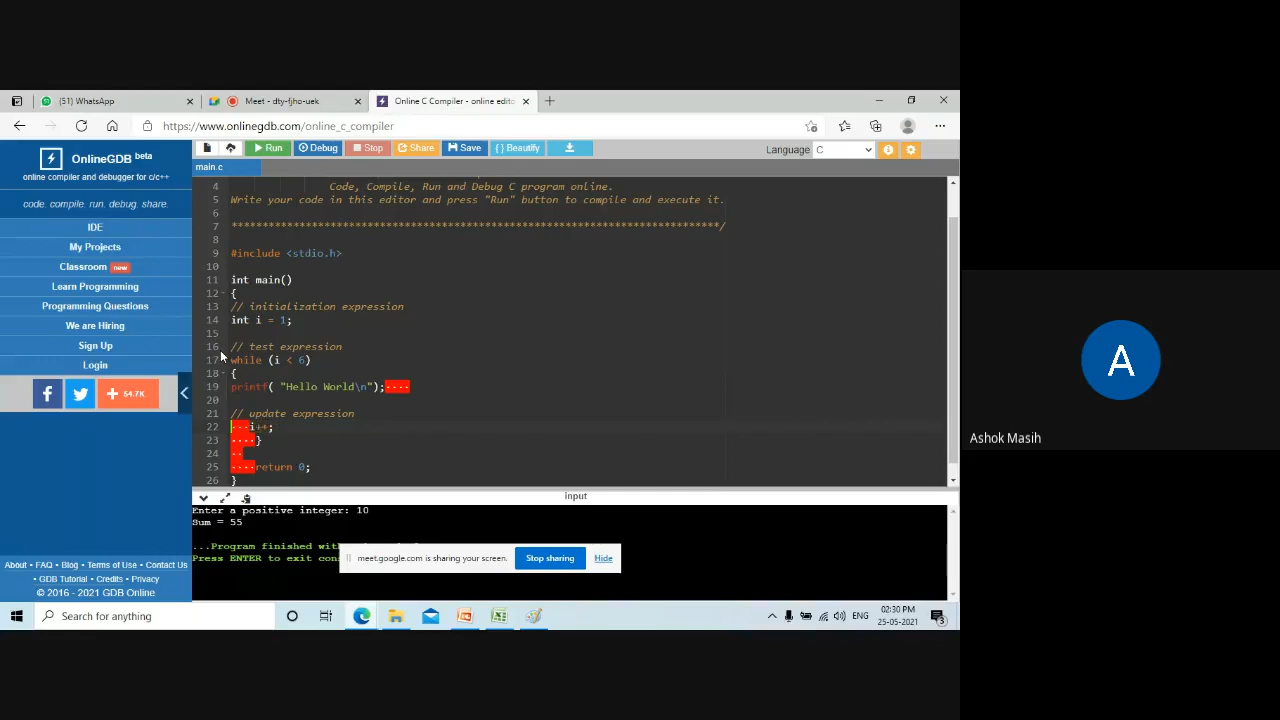 (51) WhatsApp
Meet - dty-fjho-uek
Online C Compiler - online edito
https://www.onlinegdb.com/online_c_compiler
OnlineGDB beta
online compiler and debugger for c/c++
code. compile. run. debug. share.
IDE
My Projects
Classroom new
Learn Programming
Programming Questions
We are Hiring
Sign Up
Login
54.7K
About • FAQ • Blog • Terms of Use • Contact Us
• GDB Tutorial • Credits • Privacy
© 2016 - 2021 GDB Online
Run Debug Stop Share Save { } Beautify
Language C
main.c
4 Code, Compile, Run and Debug C program online.
5 Write your code in this editor and press "Run" button to compile and execute it.
6
7 *******************************************************************************/
8
9 #include <stdio.h>
10
11 int main()
12 {
13 // initialization expression
14 int i = 1;
15
16 // test expression
17 while (i < 6)
18 {
19 printf( "Hello World\n");
20
21 // update expression
22 i++;
23 }
24
25 return 0;
26 }
input
Enter a positive integer: 10
Sum = 55
...Program finished with
Press ENTER to exit con
meet.google.com is sharing your screen.
Stop sharing
Hide
Type
Search for anything
ENG
02:30 PM
25-05-2021
3
A
Ashok Masih